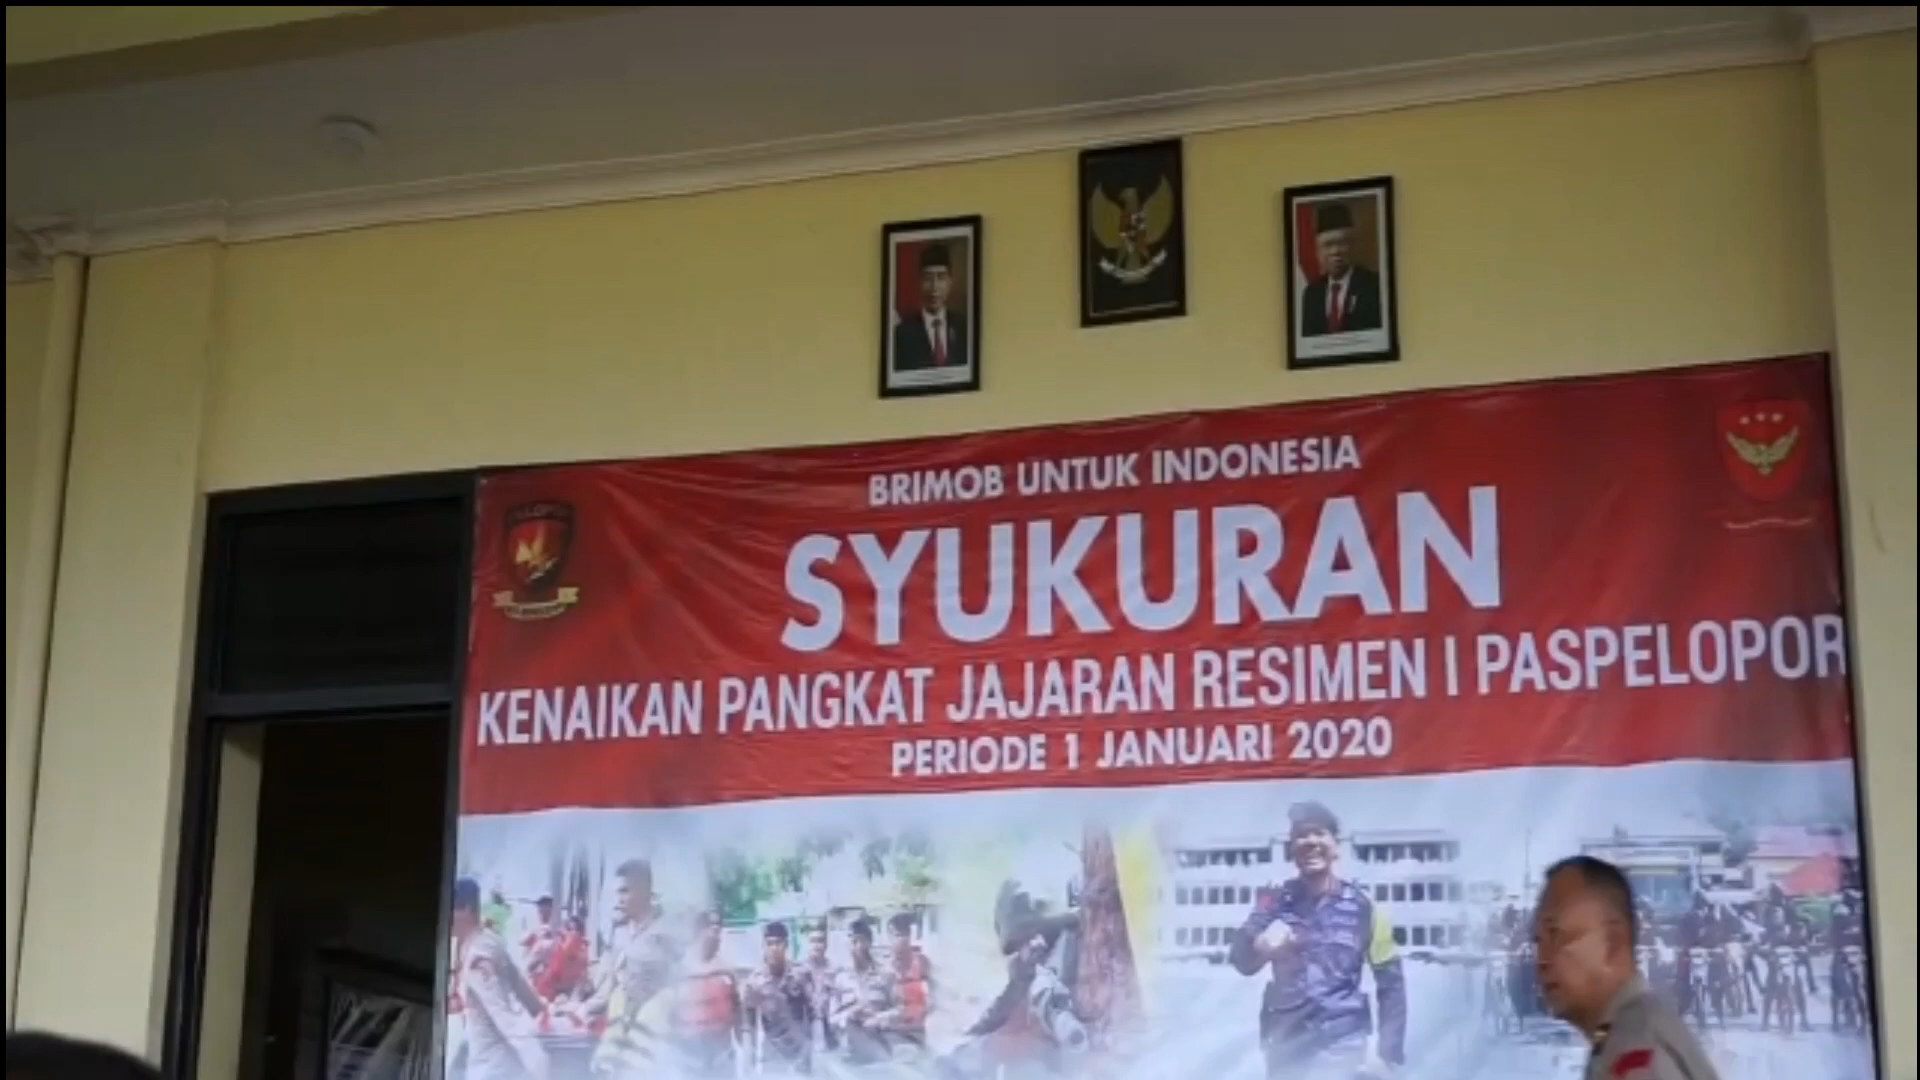 BRIMOB UNTUK INDONESIA
SYUKURAN
KENAIKAN PANGKAT JAJARAN RESIMEN I PASPELOPOR
PERIODE 1 JANUARI 2020